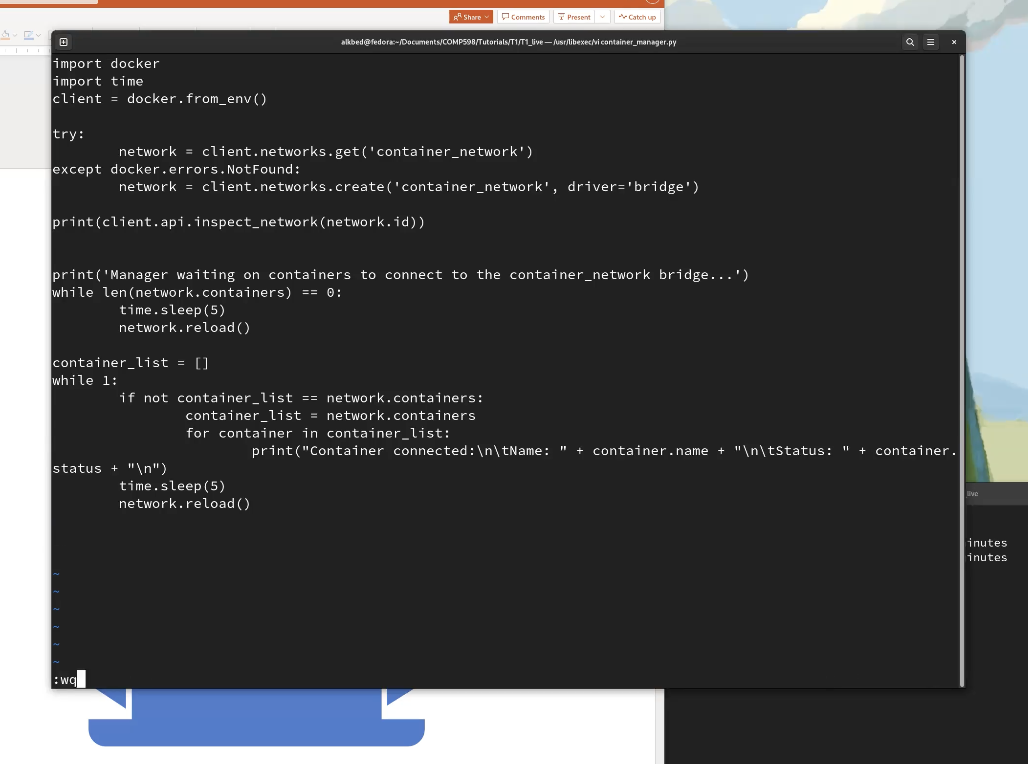 Share
Comments
Present
Catch up
alkbed@fedora:~/Documents/COMP598/Tutorials/T1/T1_live — /usr/libexec/vi container_manager.py
import docker
import time
client = docker.from_env()
try:
network = client.networks.get('container_network')
except docker.errors.NotFound:
network = client.networks.create('container_network', driver='bridge')
print(client.api.inspect_network(network.id))
print('Manager waiting on containers to connect to the container_network bridge...')
while len(network.containers) == 0:
time.sleep(5)
network.reload()
container_list = []
while 1:
if not container_list == network.containers:
container_list = network.containers
for container in container_list:
print("Container connected:\n\tName: " + container.name + "\n\tStatus: " + container.
status + "\n")
time.sleep(5)
network.reload()
~
~
~
~
~
~
:wq
live
inutes
inutes